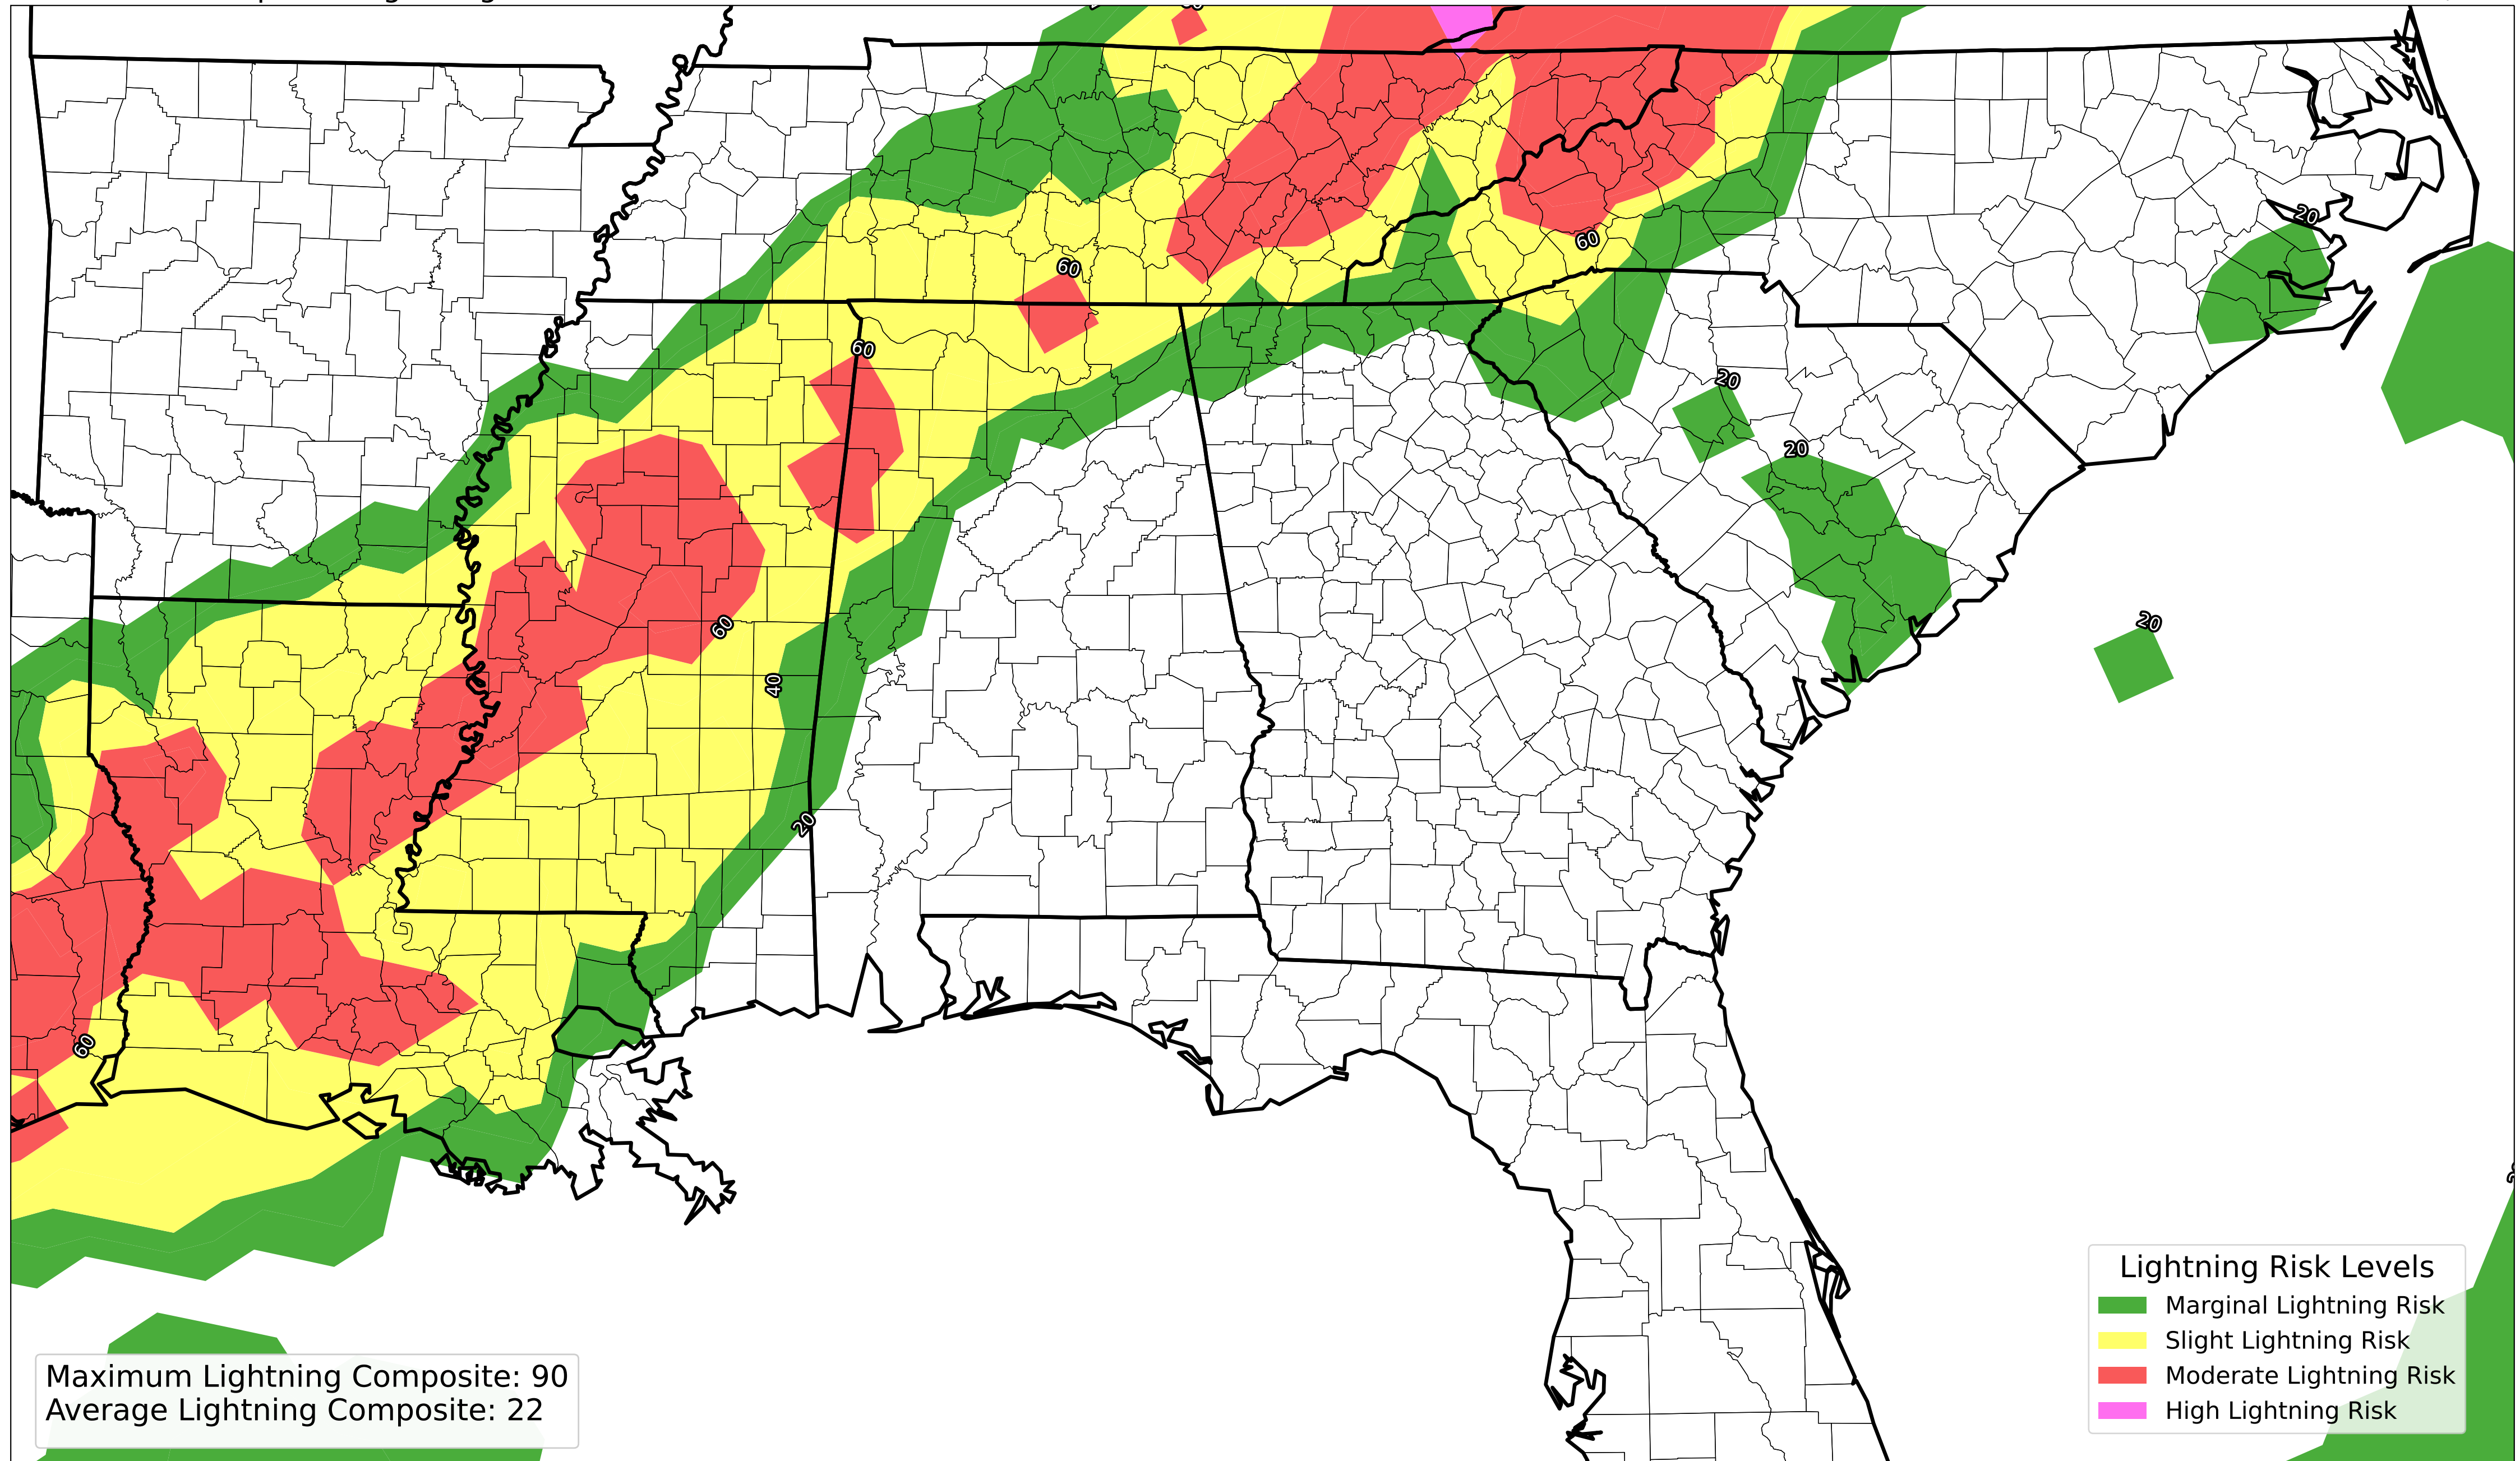 20
60
60
60
20
20
60
40
20
20
60
Lightning Risk Levels
Marginal Lightning Risk
Slight Lightning Risk
Moderate Lightning Risk
High Lightning Risk
Maximum Lightning Composite: 90
Average Lightning Composite: 22